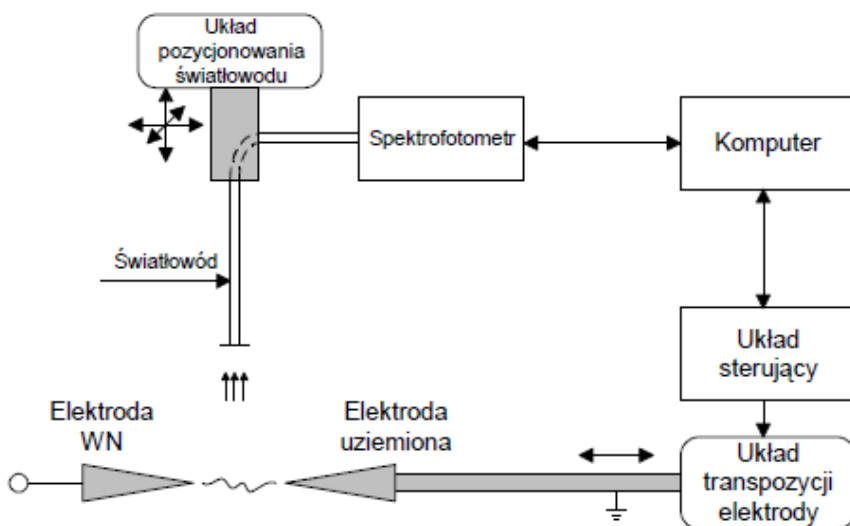 Układ
pozycjonowania
światłowodu
Spektrofotometr
Komputer
Światłowód
Układ
sterujący
Elektroda
WN
Elektroda
uziemiona
Układ
transpozycji
elektrody